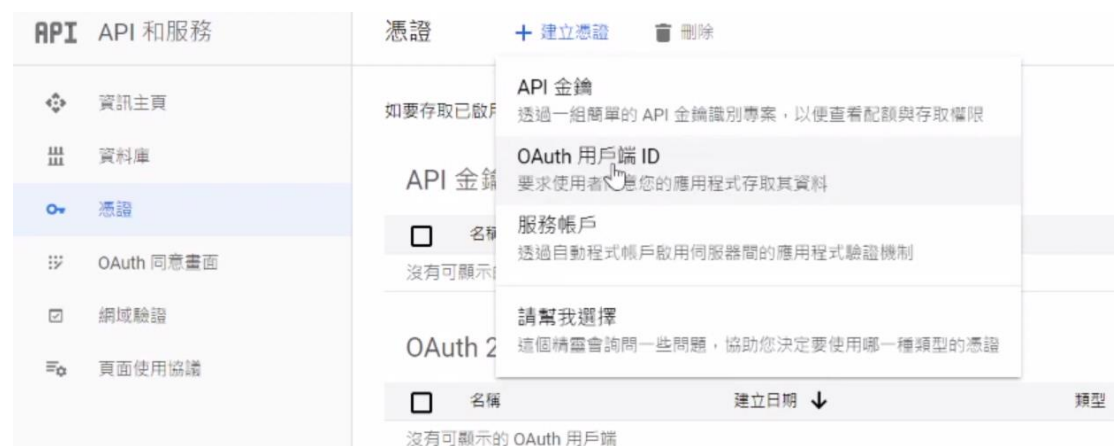 API API 和服務
憑證
建立憑證
刪除
資訊主頁
資料庫
憑證
OAuth 同意畫面
網域驗證
頁面使用協議
如要存取已啟用
API 金鑰
透過一組簡單的 API 金鑰識別專案，以便查看配額與存取權限
OAuth 用戶端 ID
要求使用者 您的應用程式存取其資料
服務帳戶
透過自動程式帳戶啟用伺服器間的應用程式驗證機制
請幫我選擇
這個精靈會詢問一些問題，協助您決定要使用哪一種類型的憑證
API 金鑰
名稱
沒有可顯示的
OAuth 2
名稱 建立日期 類型
沒有可顯示的 OAuth 用戶端